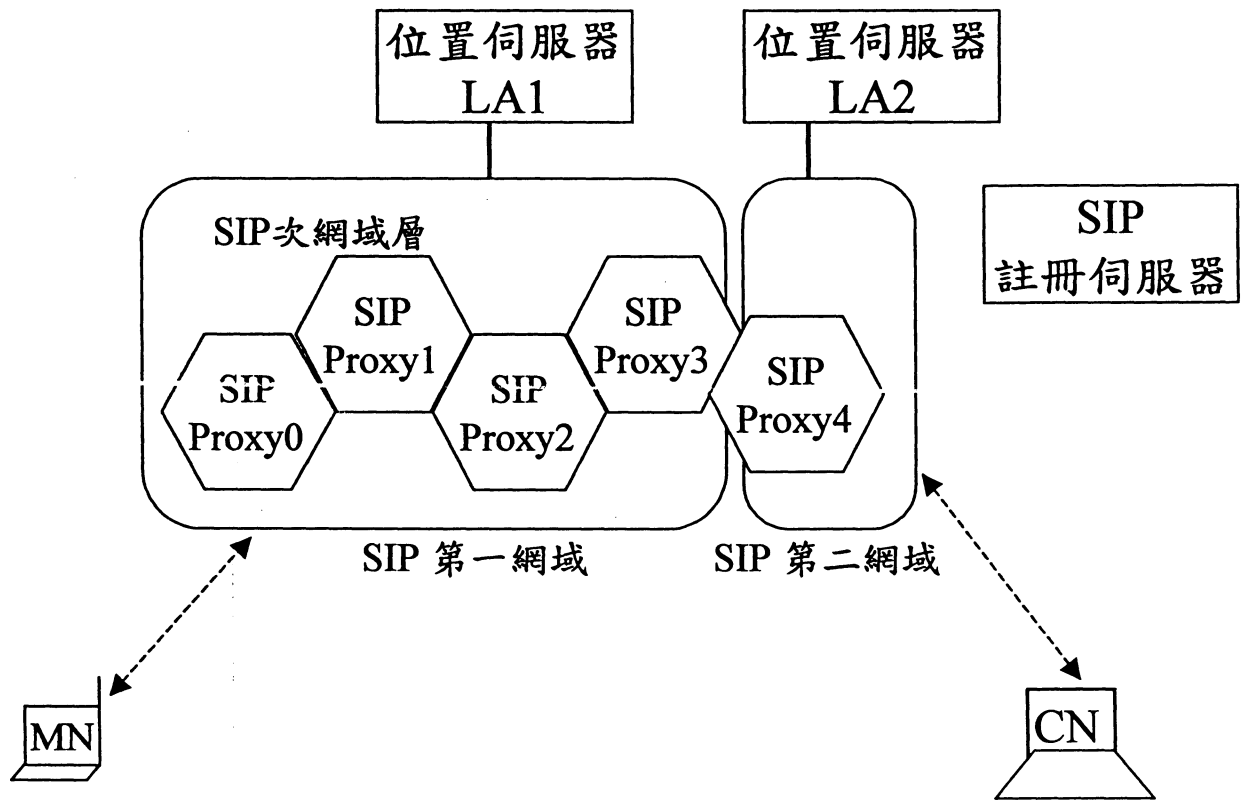 位置伺服器
LA1
位置伺服器
LA2
SIP
註冊伺服器
SIP次網域層
SIP
Proxy1
SIP
Proxy3
SIP
Proxy0
SIP
Proxy2
SIP
Proxy4
SIP 第一網域
SIP 第二網域
MN
CN